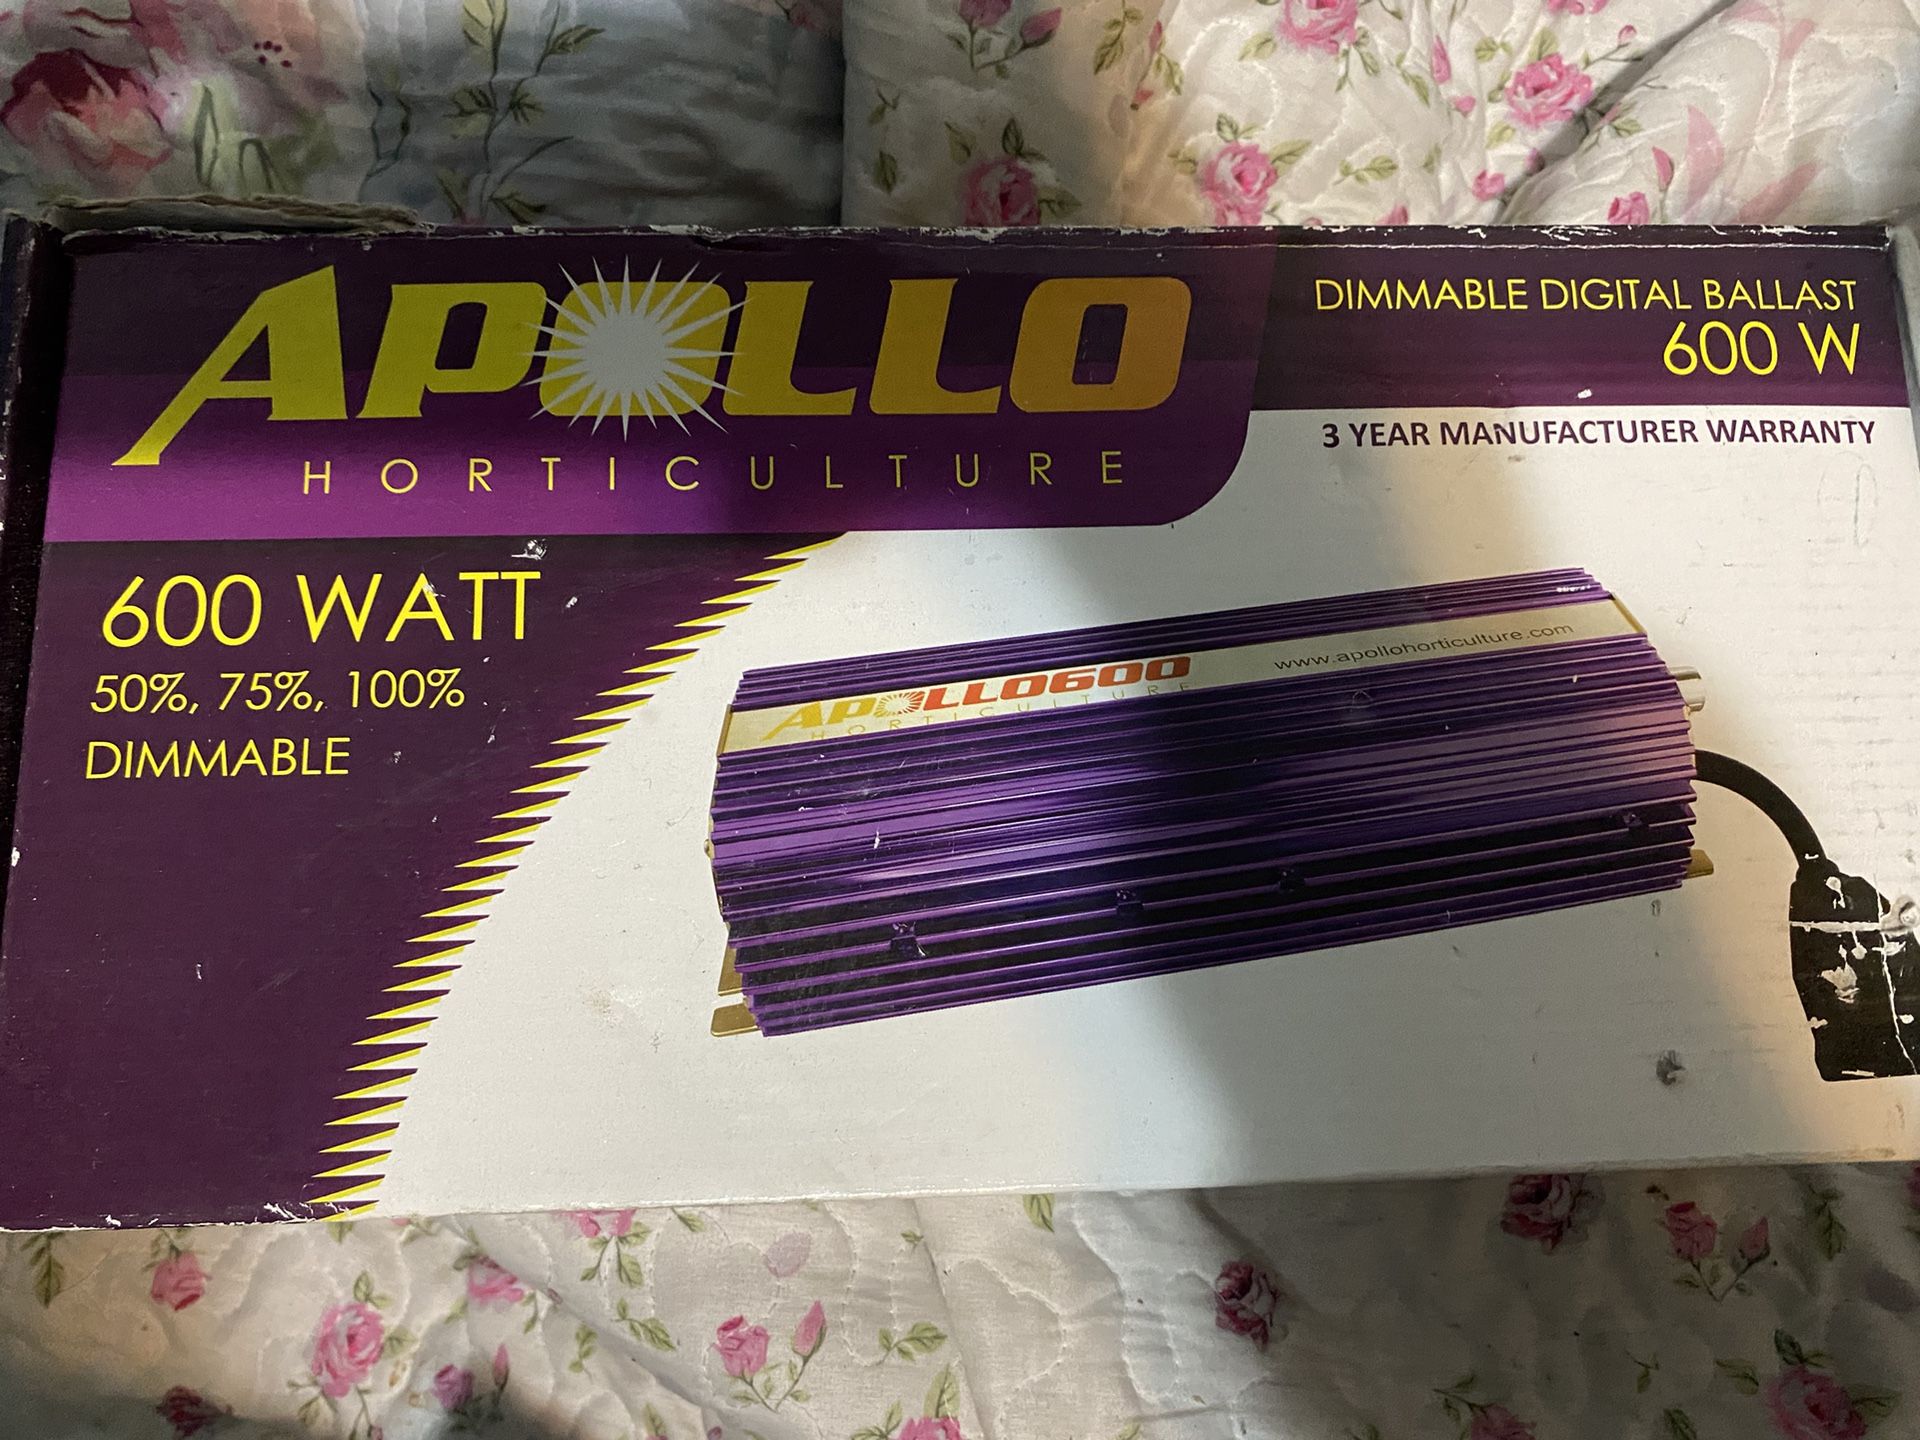 APOLLO
HORTICULTURE
DIMMABLE DIGITAL BALLAST
600 W
3 YEAR MANUFACTURER WARRANTY
600 WATT
50%, 75%, 100%
DIMMABLE
APOLLO600
HORTICULTURE
www.apollohorticulture.com